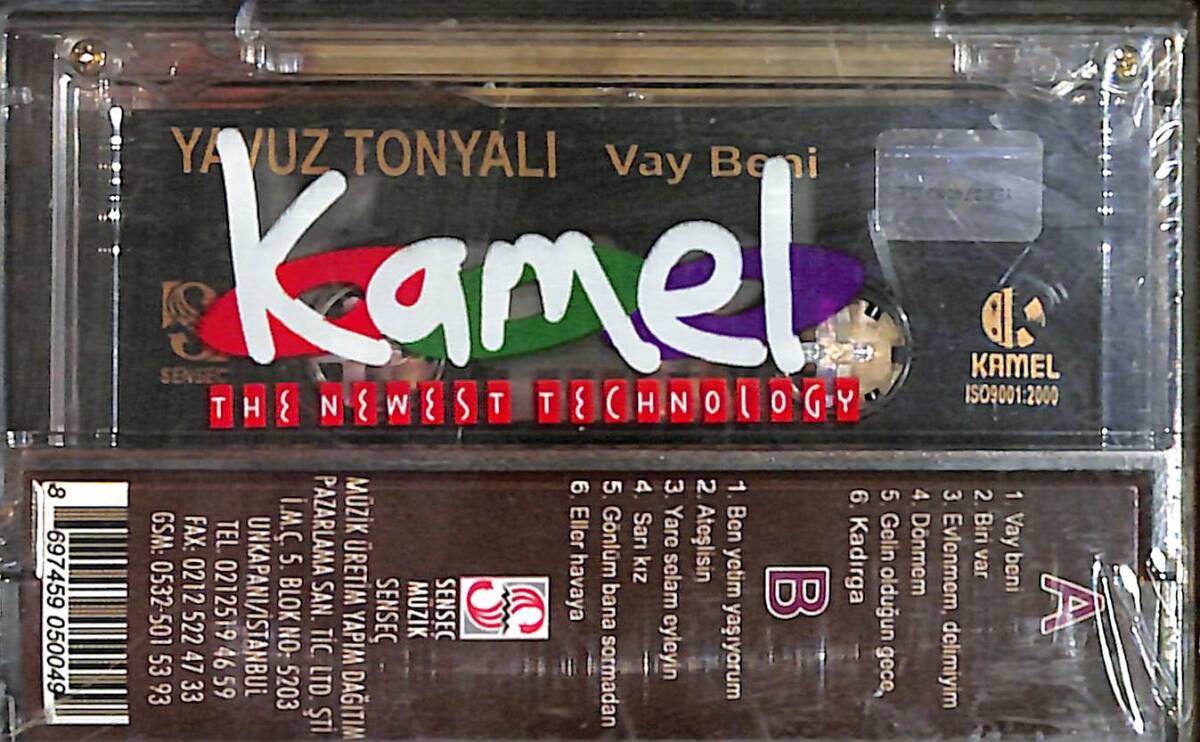 YAVUZ TONYALI Vay Beni
Kamel
THE NEWEST TECHNOLOGY
SENSEÇ
KAMEL
ISO9001:2000
A
1 Vay beni
2. Biri var
3. Evlenmem, delimiyim
4. Dönmem
5 Gelin olduğun gece,
6. Kadırga
B
1. Ben yetim yaşıyorum
2. Ateşlisin
3. Yare selam eyleyin
4. Sarı kız
5. Gönlüm bana sormadan
6. Eller havaya
SENSEÇ
MÜZİK
SENSEÇ
MÜZİK ÜRETİM YAPIM DAĞITIM
PAZARLAMA SAN. TİC. LTD. ŞTİ
İ.M.Ç 5. BLOK NO: 5203
UNKAPANI/İSTANBUL
TEL. 0212 519 46 59
FAX: 0212 522 47 33
GSM: 0532 501 53 93
8 697459 050049